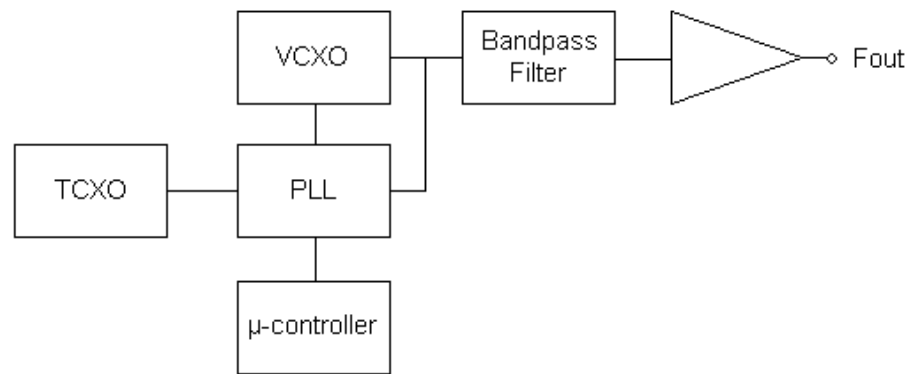 VCXO
Bandpass
Filter
Fout
TCXO
PLL
µ-controller